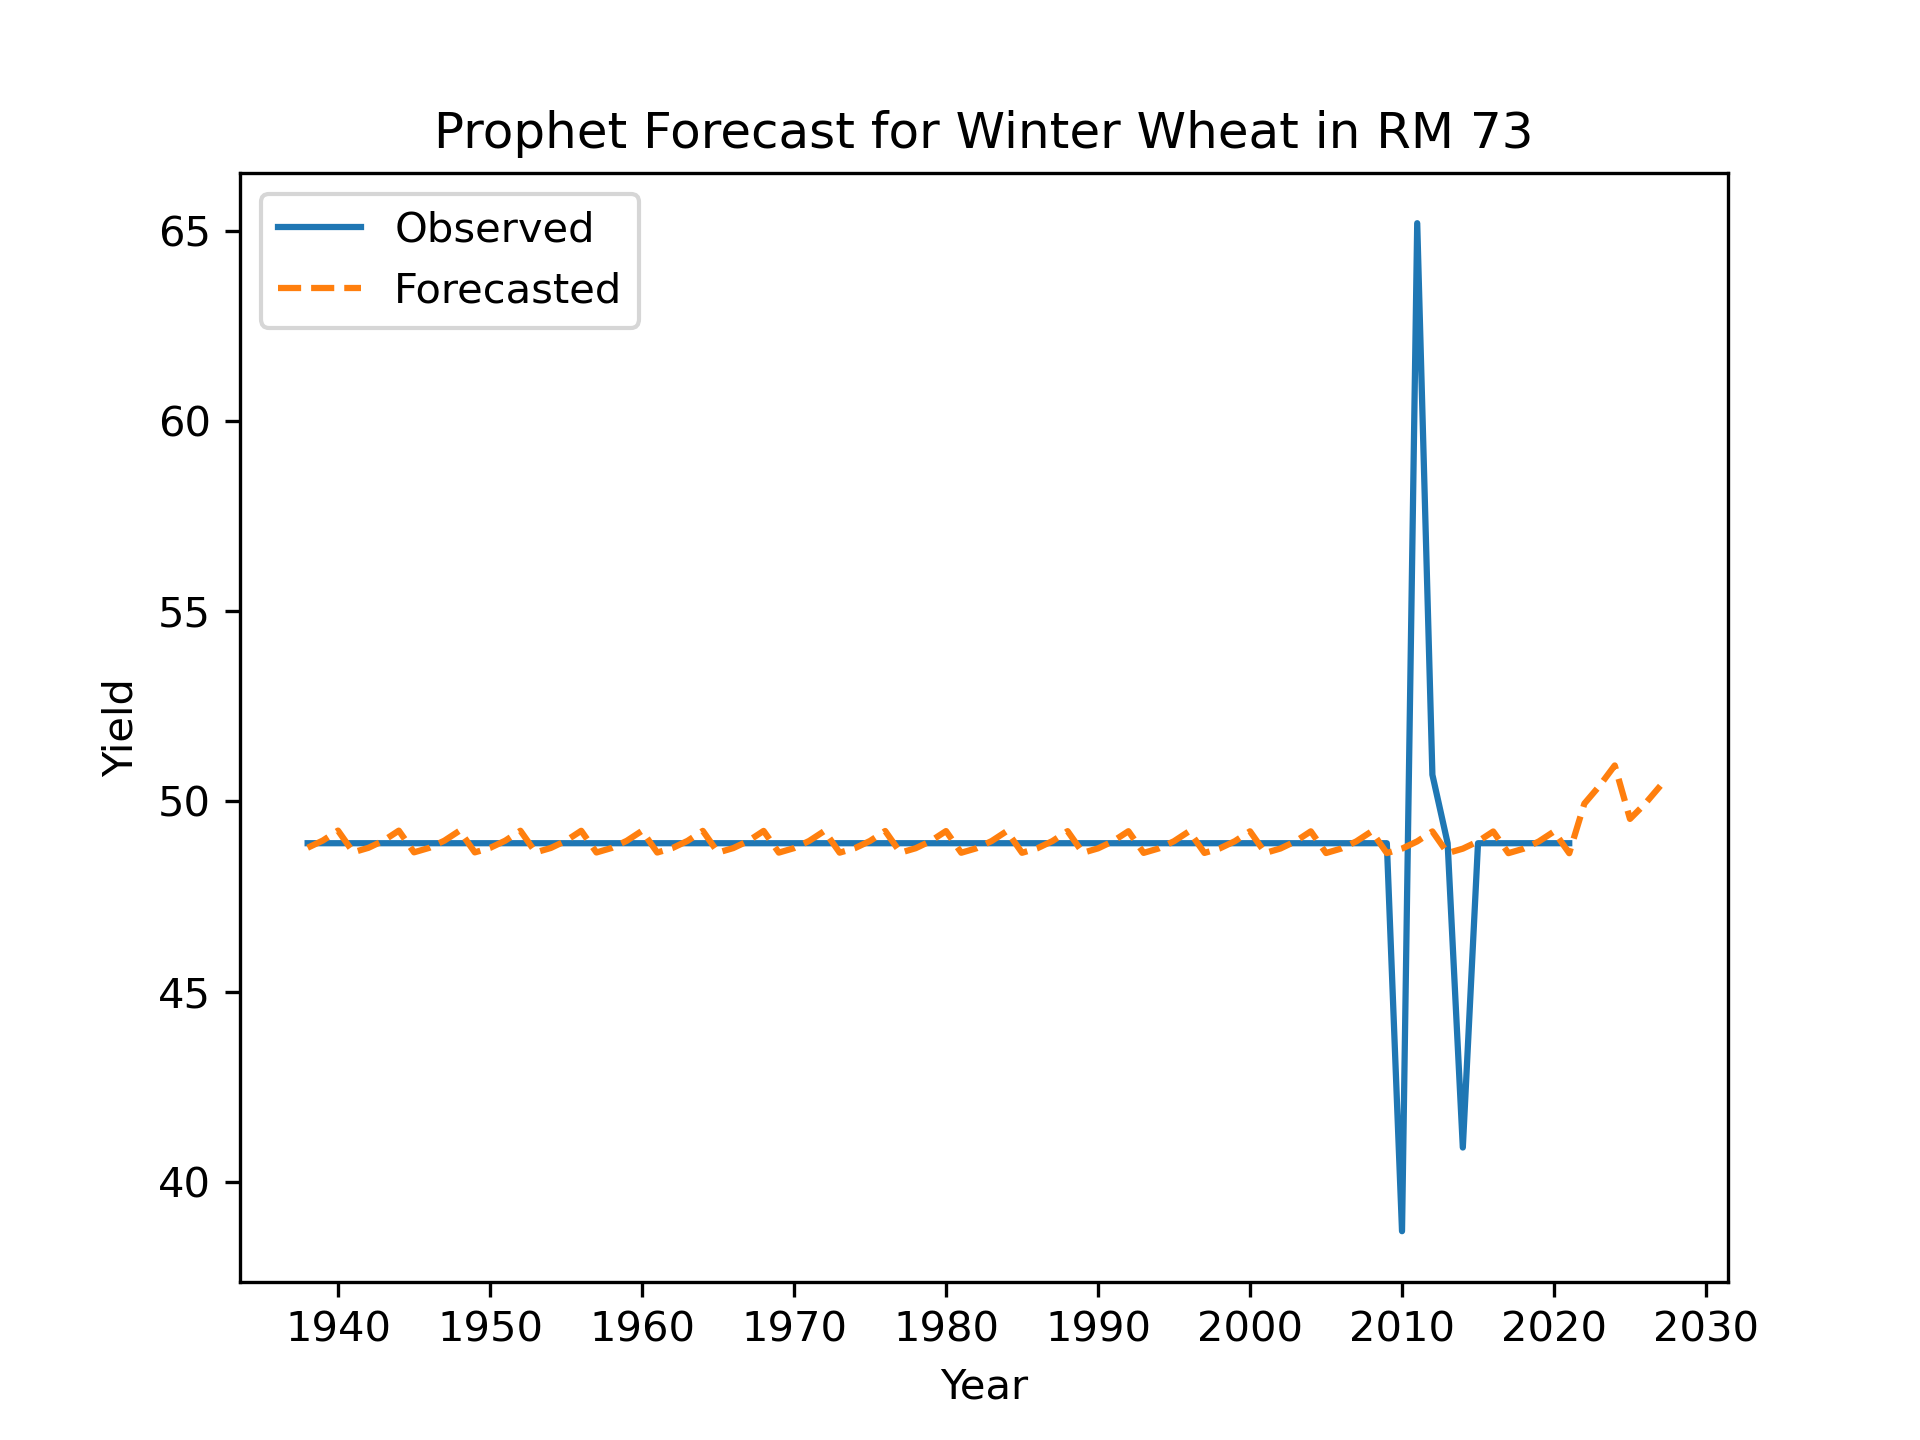 Prophet Forecast for Winter Wheat in RM 73
Observed
Forecasted
65
60
55
50
45
40
Yield
1940 1950 1960 1970 1980 1990 2000 2010 2020 2030
Year